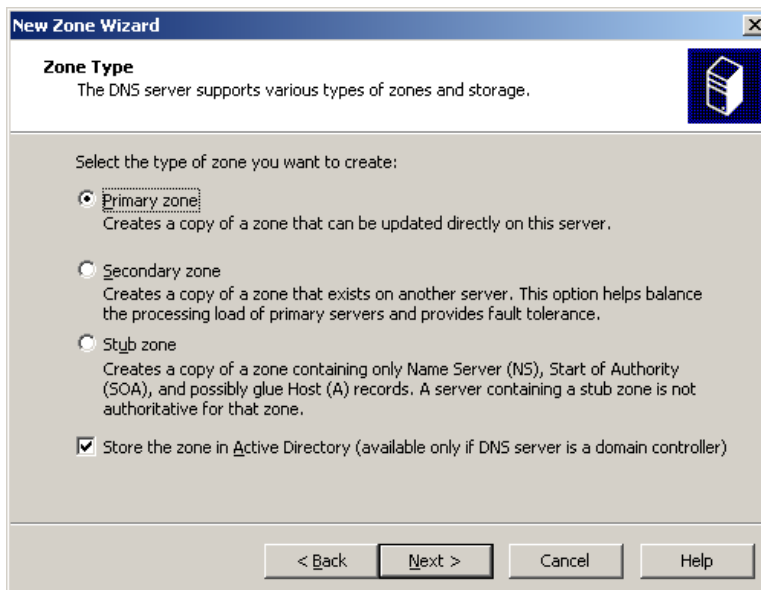 New Zone Wizard
Zone Type
The DNS server supports various types of zones and storage.
Select the type of zone you want to create:
Primary zone
Creates a copy of a zone that can be updated directly on this server.
Secondary zone
Creates a copy of a zone that exists on another server. This option helps balance
the processing load of primary servers and provides fault tolerance.
Stub zone
Creates a copy of a zone containing only Name Server (NS), Start of Authority
(SOA), and possibly glue Host (A) records. A server containing a stub zone is not
authoritative for that zone.
Store the zone in Active Directory (available only if DNS server is a domain controller)
< Back Next > Cancel Help